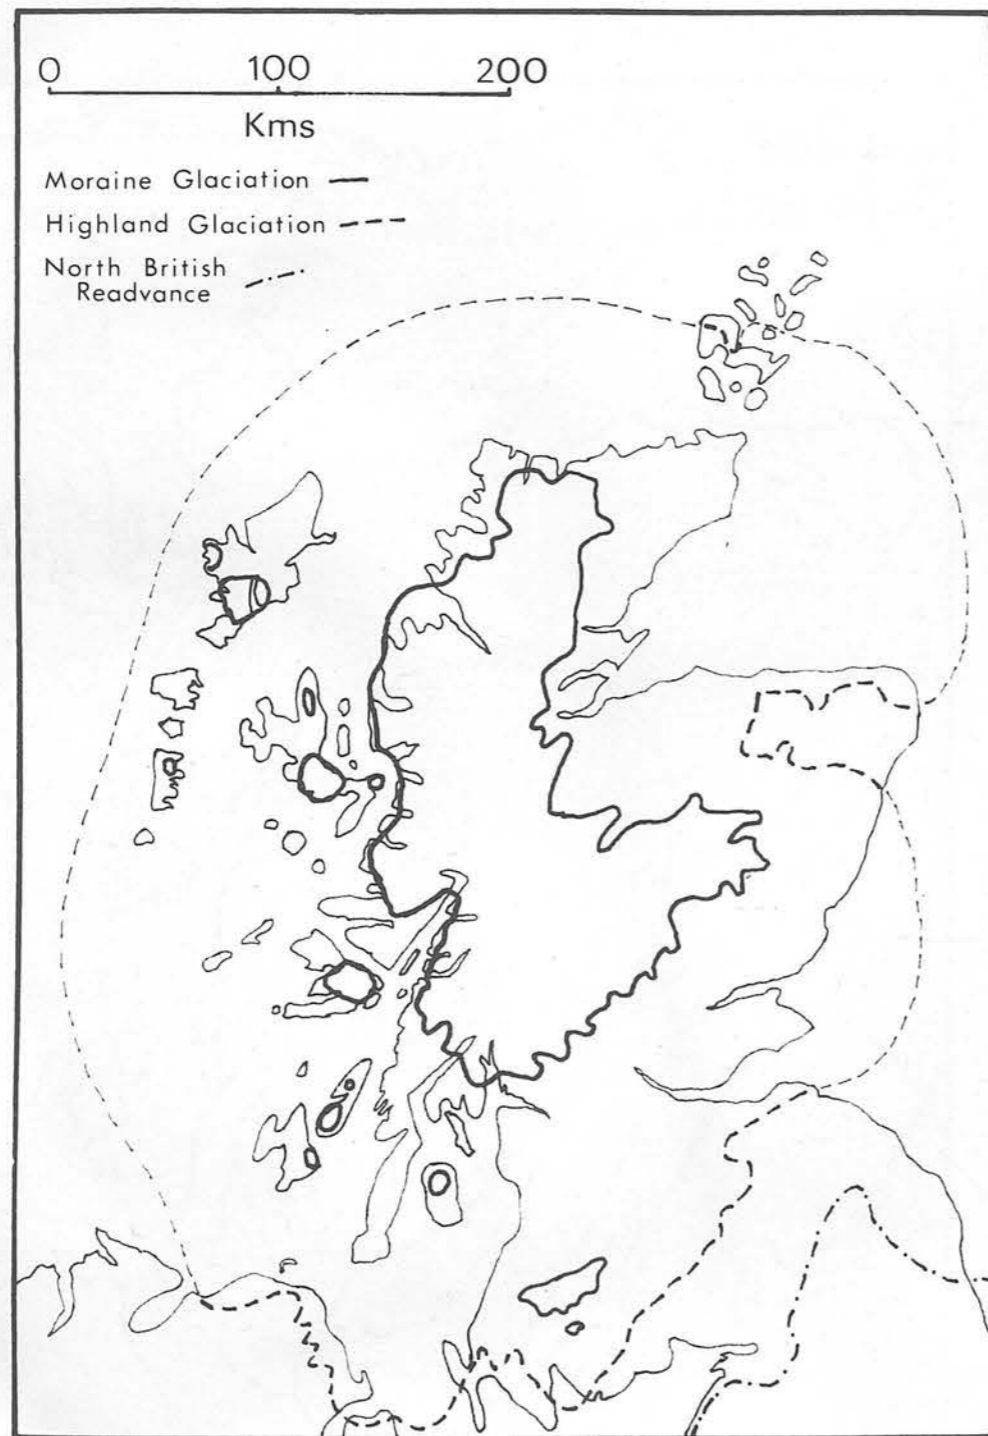 0 100 200
Kms
Moraine Glaciation
Highland Glaciation
North British
Readvance